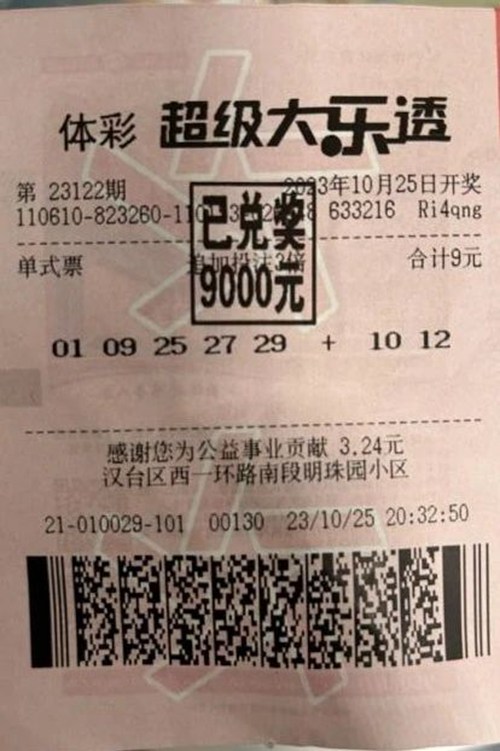 体彩 超级大乐透
第 23122期 2023年10月25日开奖
110610-823260-110 633216 Ri4qng
已兑奖
9000元
单式票 追加投注3倍 合计9元
01 09 25 27 29 + 10 12
感谢您为公益事业贡献 3.24元
汉台区西一环路南段明珠园小区
21-010029-101 00130 23/10/25 20:32:50